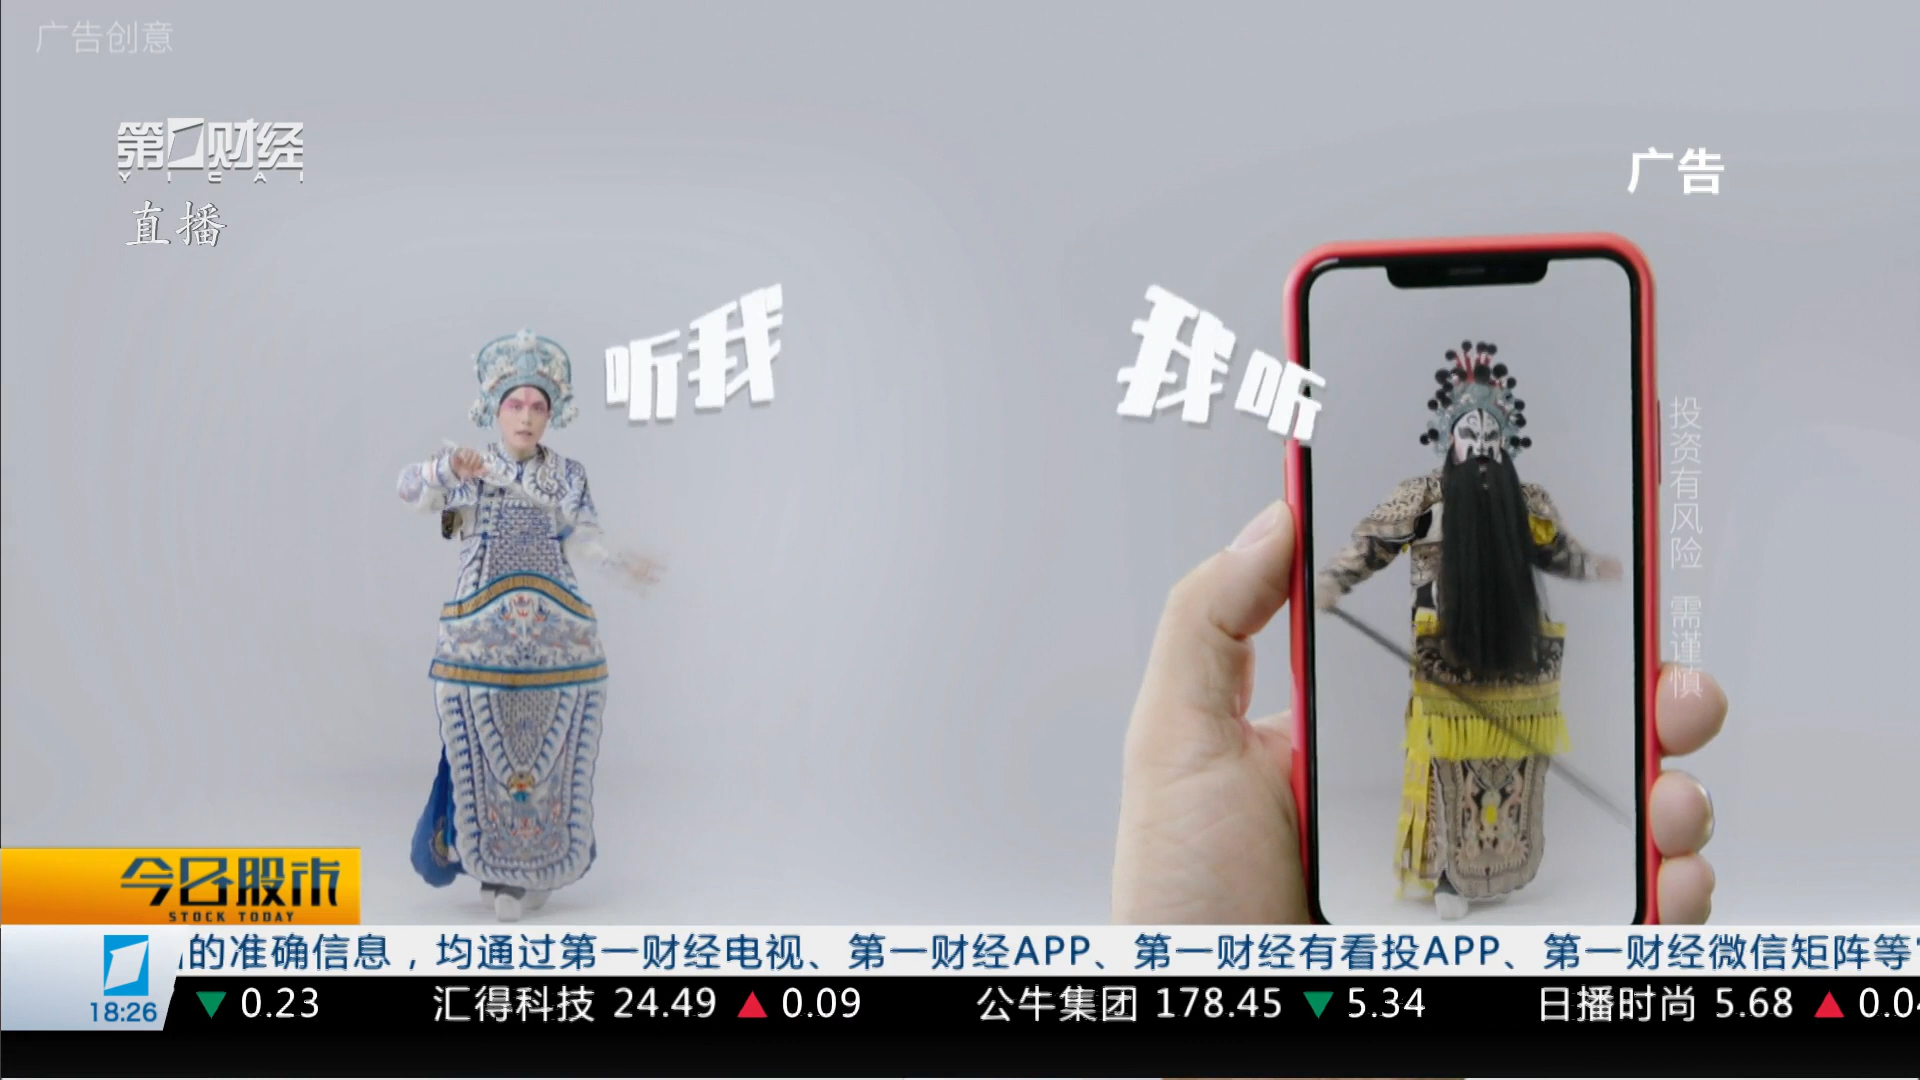 广告创意
第一财经
YICAI
直播
广告
听我
我听
投资有风险 需谨慎
今日股市
STOCK TODAY
的准确信息，均通过第一财经电视、第一财经APP、第一财经有看投APP、第一财经微信矩阵等
18:26
▼ 0.23 汇得科技 24.49 ▲ 0.09 公牛集团 178.45 ▼ 5.34 日播时尚 5.68 ▲ 0.04